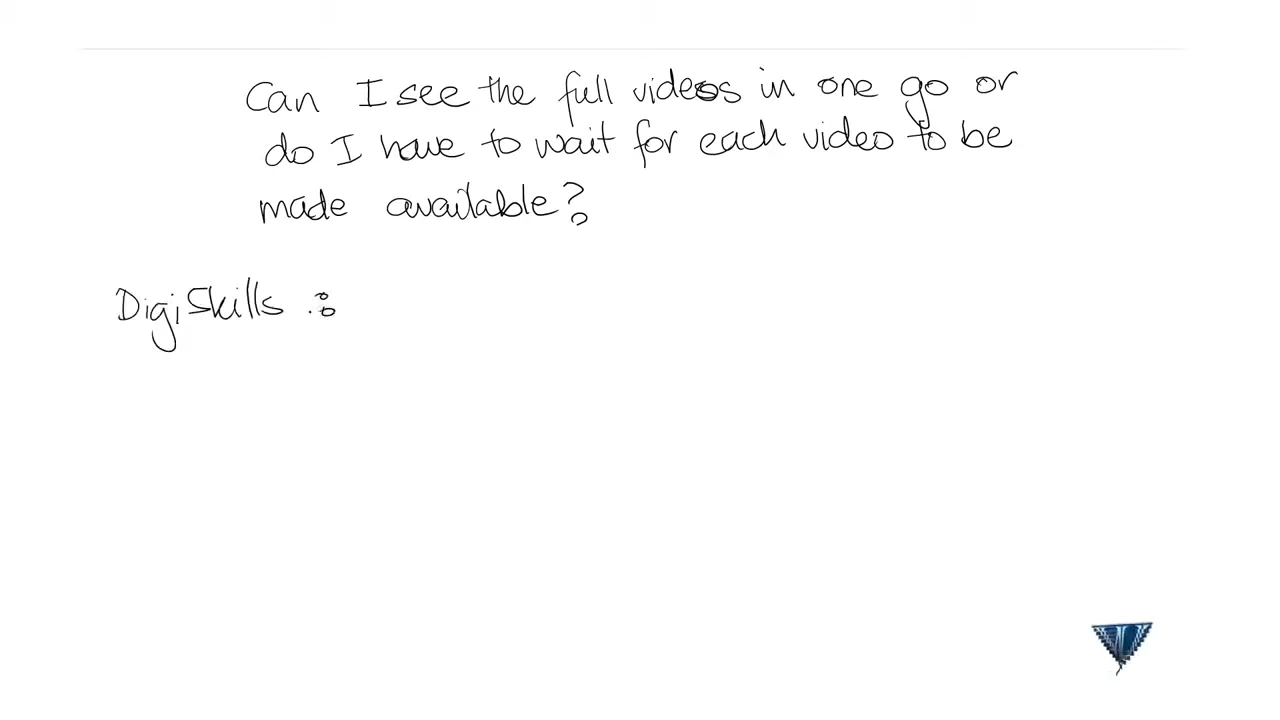 Can I see the full videos in one go or
do I have to wait for each video to be
made available?
DigiSkills :